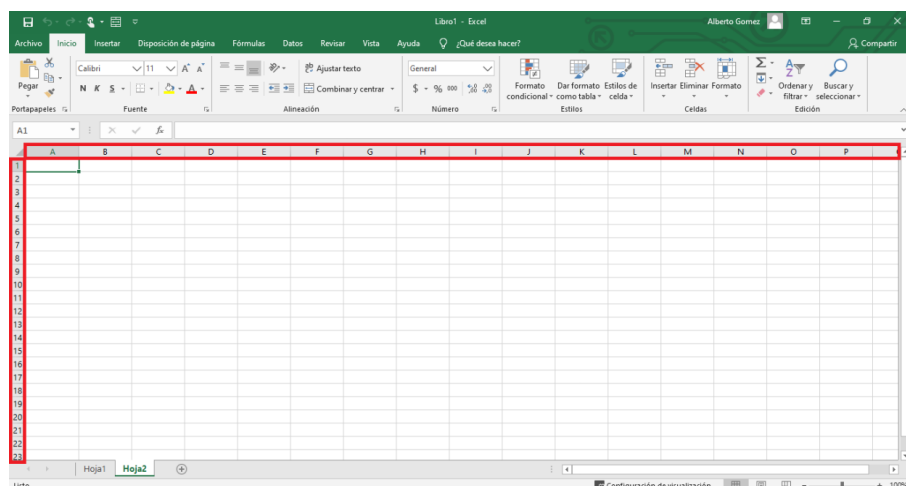 Libro1 - Excel
Alberto Gomez
Archivo Inicio Insertar Disposición de página Fórmulas Datos Revisar Vista Ayuda ¿Qué desea hacer? Compartir
Pegar
Calibri 11 A A
N K S A
Ajustar texto
Combinar y centrar
General
$ % 000
Formato condicional
Dar formato como tabla
Estilos de celda
Insertar Eliminar Formato
Ordenar y filtrar
Buscar y seleccionar
Portapapeles Fuente Alineación Número Estilos Celdas Edición
A1 fx
A B C D E F G H I J K L M N O P
1
2
3
4
5
6
7
8
9
10
11
12
13
14
15
16
17
18
19
20
21
22
23
Hoja1 Hoja2
Listo Configuración de visualización 100%